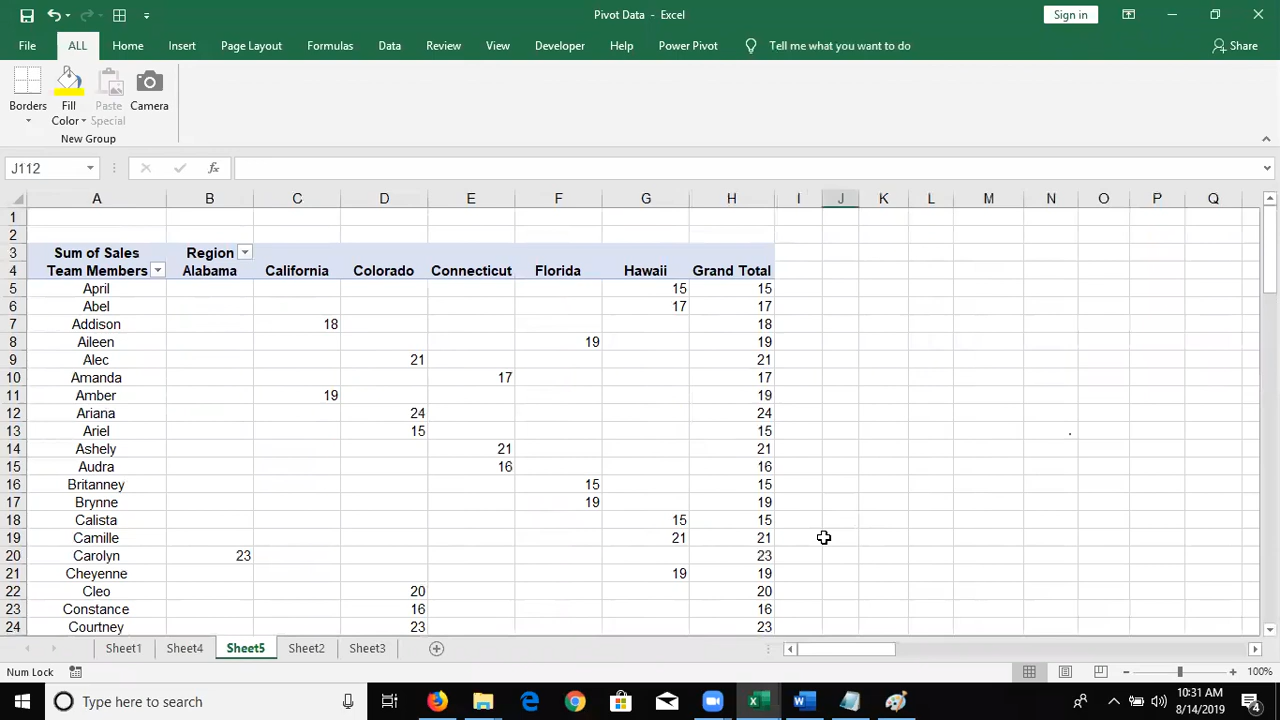 Pivot Data - Excel
Sign in
File ALL Home Insert Page Layout Formulas Data Review View Developer Help Power Pivot Tell me what you want to do Share
Borders Fill Color Paste Special Camera
New Group
J112 fx
A B C D E F G H I J K L M N O P Q
1
2
3 Sum of Sales Region
4 Team Members Alabama California Colorado Connecticut Florida Hawaii Grand Total
5 April 15 15
6 Abel 17 17
7 Addison 18 18
8 Aileen 19 19
9 Alec 21 21
10 Amanda 17 17
11 Amber 19 19
12 Ariana 24 24
13 Ariel 15 15 .
14 Ashely 21 21
15 Audra 16 16
16 Britanney 15 15
17 Brynne 19 19
18 Calista 15 15
19 Camille 21 21
20 Carolyn 23 23
21 Cheyenne 19 19
22 Cleo 20 20
23 Constance 16 16
24 Courtney 23 23
Sheet1 Sheet4 Sheet5 Sheet2 Sheet3
Num Lock 100%
Type here to search
10:31 AM
8/14/2019
4